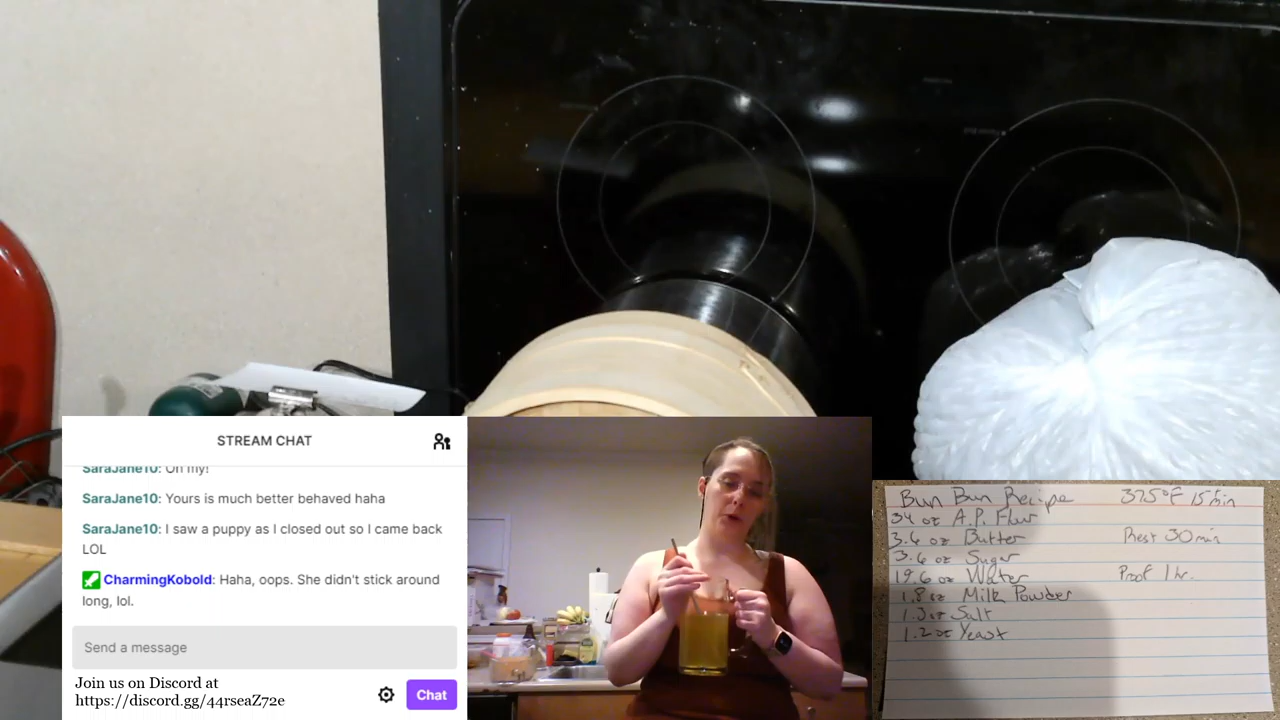 STREAM CHAT
SaraJane10: Oh my!
SaraJane10: Yours is much better behaved haha
SaraJane10: I saw a puppy as I closed out so I came back
LOL
CharmingKobold: Haha, oops. She didn't stick around
long, lol.
Send a message
Join us on Discord at
https://discord.gg/44rseaZ72e
Chat
Bun Bun Recipe 375°F 15 min
34 oz A.P. Flour
3.6 oz Butter Rest 30 min
3.6 oz Sugar
19.6 oz Water Proof 1 hr.
1.8 oz Milk Powder
1.3 oz Salt
1.2 oz Yeast